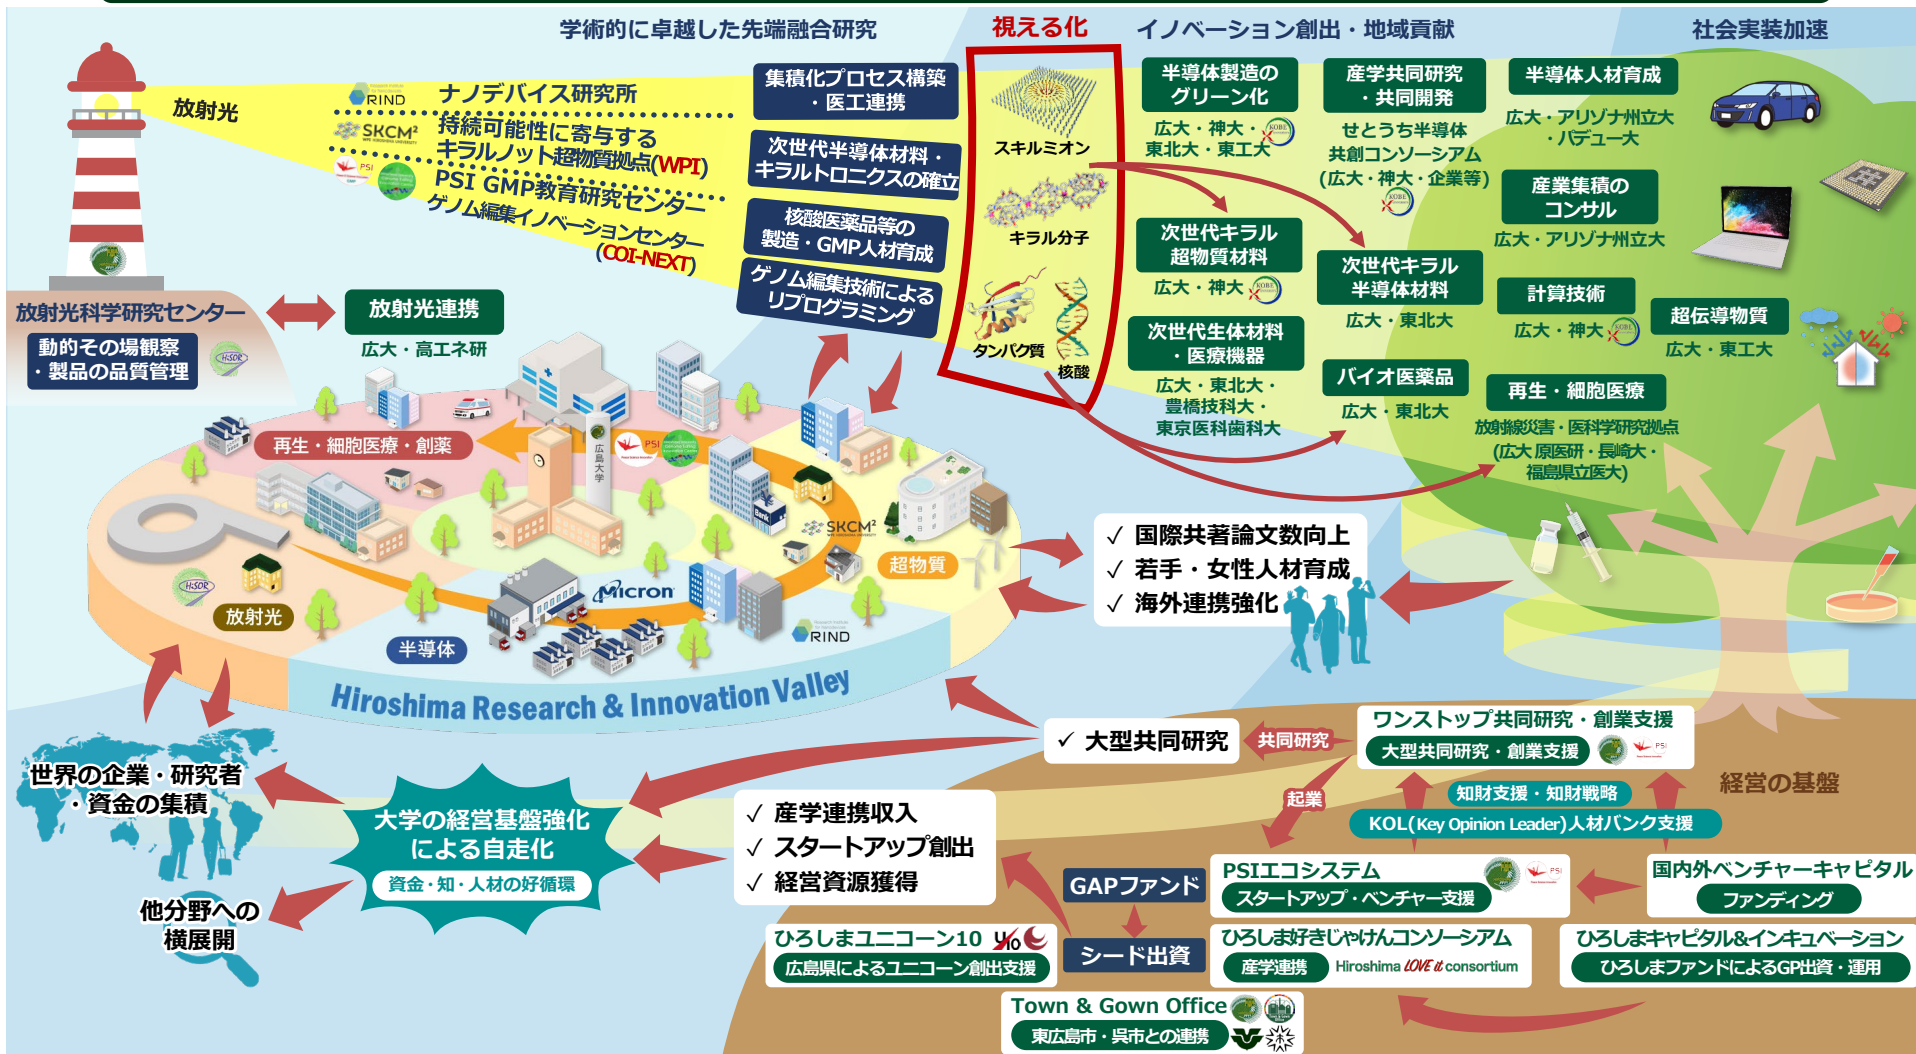 学術的に卓越した先端融合研究
視える化
イノベーション創出・地域貢献
社会実装加速
放射光
RIND
ナノデバイス研究所
SKCM²
持続可能性に寄与する
キラルノット超物質拠点(WPI)
PSI
PSI GMP教育研究センター
ゲノム編集イノベーションセンター
(COI-NEXT)
集積化プロセス構築
・医工連携
次世代半導体材料・
キラルトロニクスの確立
核酸医薬品等の
製造・GMP人材育成
ゲノム編集技術による
リプログラミング
スキルミオン
キラル分子
タンパク質
核酸
半導体製造の
グリーン化
広大・神大・
KOBE
東北大・東工大
産学共同研究
・共同開発
せとうち半導体
共創コンソーシアム
(広大・神大・企業等)
KOBE
半導体人材育成
広大・アリゾナ州立大
・パデュー大
産業集積の
コンサル
広大・アリゾナ州立大
次世代キラル
超物質材料
広大・神大
KOBE
次世代キラル
半導体材料
広大・東北大
計算技術
広大・神大
KOBE
超伝導物質
広大・東工大
次世代生体材料
・医療機器
広大・東北大・
豊橋技科大・
東京医科歯科大
バイオ医薬品
広大・東北大
再生・細胞医療
放射線災害・医科学研究拠点
(広大 原医研・長崎大・
福島県立医大)
放射光科学研究センター
動的その場観察
・製品の品質管理
HiSOR
放射光連携
広大・高エネ研
再生・細胞医療・創薬
広島大学
PSI
Bank
SKCM²
超物質
HiSOR
放射光
Micron
半導体
RIND
Hiroshima Research & Innovation Valley
✓ 国際共著論文数向上
✓ 若手・女性人材育成
✓ 海外連携強化
世界の企業・研究者
・資金の集積
他分野への
横展開
大学の経営基盤強化
による自走化
資金・知・人材の好循環
✓ 大型共同研究
共同研究
ワンストップ共同研究・創業支援
大型共同研究・創業支援
PSI
経営の基盤
起業
知財支援・知財戦略
KOL(Key Opinion Leader)人材バンク支援
✓ 産学連携収入
✓ スタートアップ創出
✓ 経営資源獲得
GAPファンド
シード出資
PSIエコシステム
PSI
スタートアップ・ベンチャー支援
国内外ベンチャーキャピタル
ファンディング
ひろしまユニコーン10
広島県によるユニコーン創出支援
ひろしま好きじゃけんコンソーシアム
産学連携
Hiroshima LOVE it consortium
ひろしまキャピタル&インキュベーション
ひろしまファンドによるGP出資・運用
Town & Gown Office
東広島市・呉市との連携